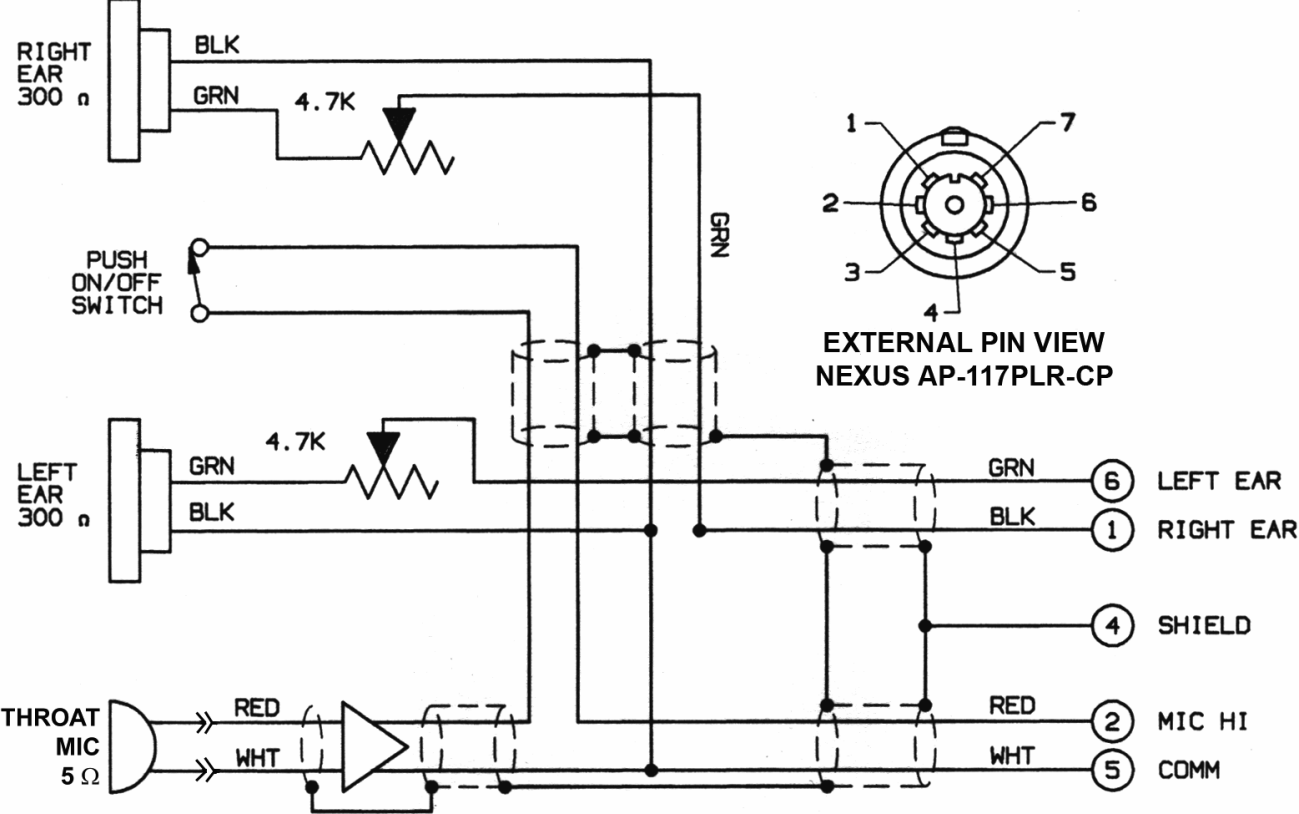 RIGHT
EAR
300 Ω
BLK
GRN
4.7K
GRN
PUSH
ON/OFF
SWITCH
1
7
2
6
3
5
4
EXTERNAL PIN VIEW
NEXUS AP-117PLR-CP
LEFT
EAR
300 Ω
GRN
BLK
4.7K
GRN
6 LEFT EAR
BLK
1 RIGHT EAR
4 SHIELD
THROAT
MIC
5 Ω
RED
WHT
RED
2 MIC HI
WHT
5 COMM